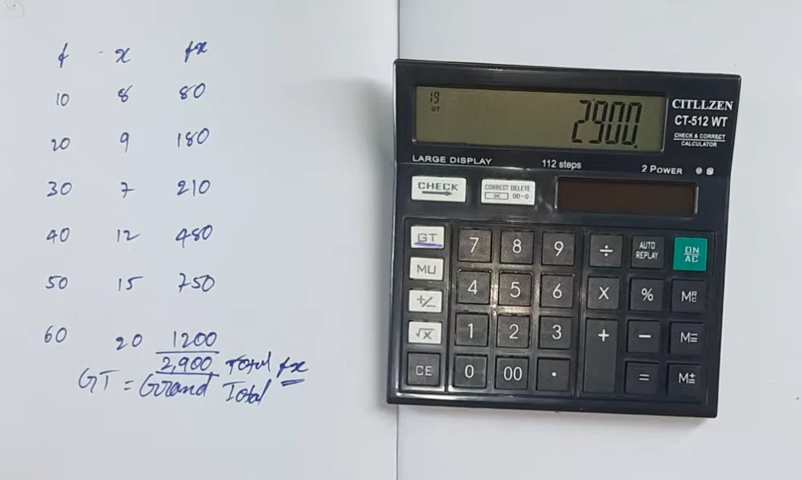 f x fx
10 8 80
20 9 180
30 7 210
40 12 480
50 15 750
60 20 1200
2,900 Total fx
GT = Grand Total
19
GT
2900.
CITLLZEN
CT-512 WT
CHECK & CORRECT
CALCULATOR
LARGE DISPLAY 112 steps 2 POWER
CHECK CORRECT DELETE
00→0
GT 7 8 9 ÷ AUTO REPLAY ON AC
MU 4 5 6 X % MRC
+/- 1 2 3 + − M=
√x
CE 0 00 . = M±